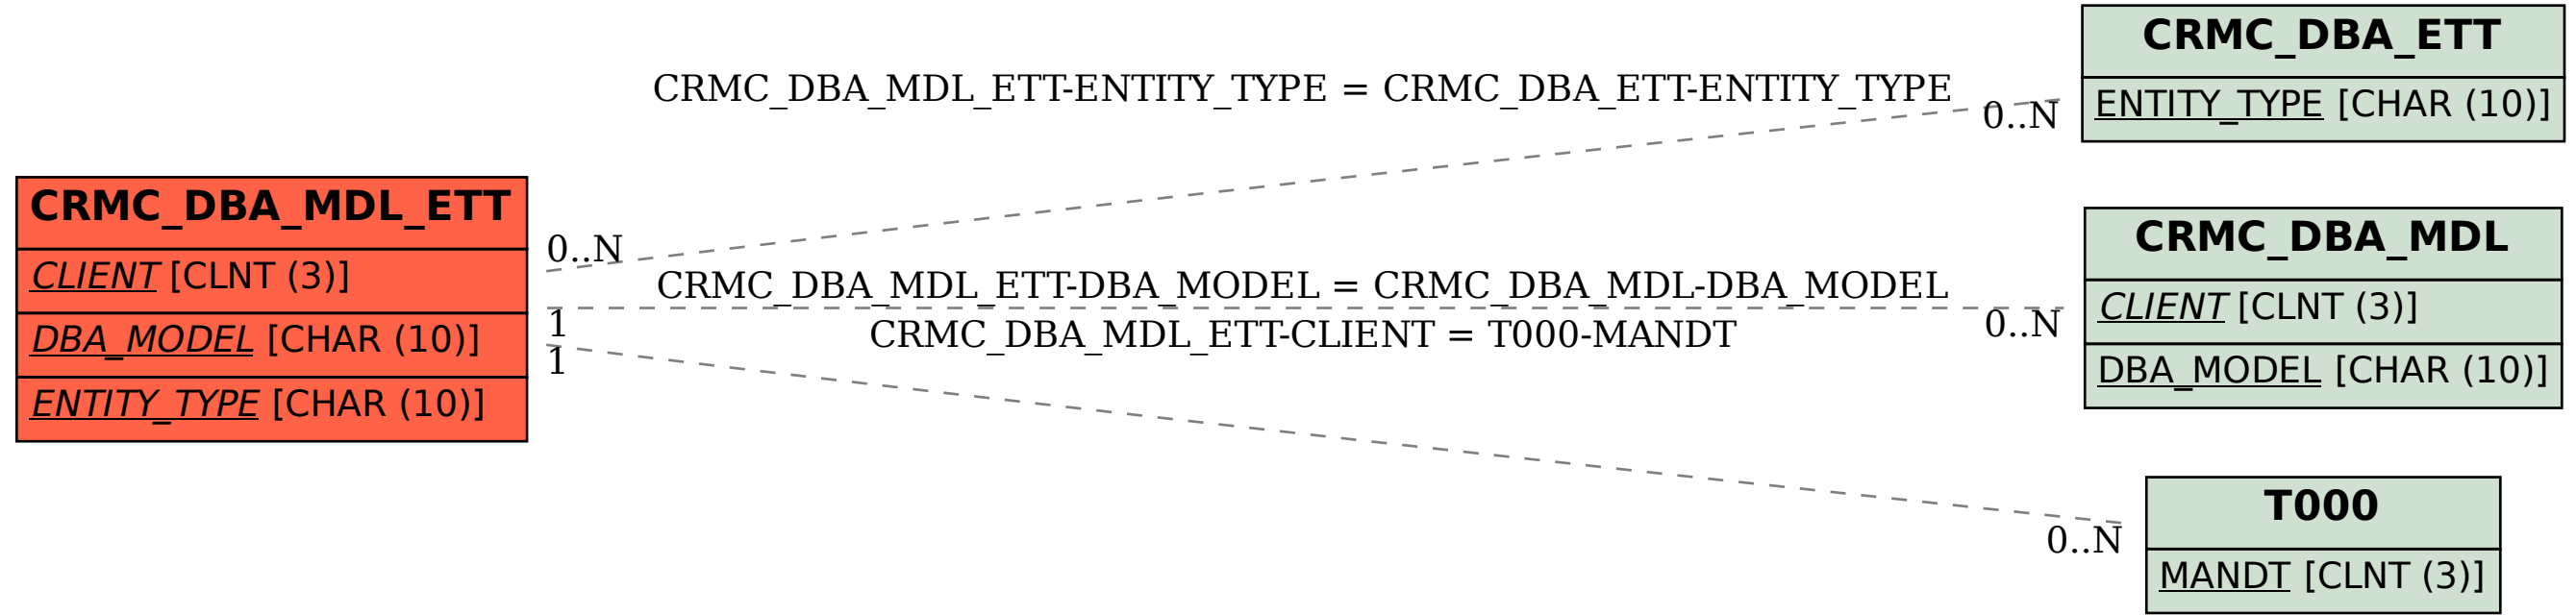 CRMC_DBA_ETT
ENTITY_TYPE [CHAR (10)]
CRMC_DBA_MDL_ETT-ENTITY_TYPE = CRMC_DBA_ETT-ENTITY_TYPE
0..N
CRMC_DBA_MDL_ETT
CLIENT [CLNT (3)]
DBA_MODEL [CHAR (10)]
ENTITY_TYPE [CHAR (10)]
0..N
CRMC_DBA_MDL_ETT-DBA_MODEL = CRMC_DBA_MDL-DBA_MODEL
1
0..N
CRMC_DBA_MDL_ETT-CLIENT = T000-MANDT
1
CRMC_DBA_MDL
CLIENT [CLNT (3)]
DBA_MODEL [CHAR (10)]
0..N
T000
MANDT [CLNT (3)]